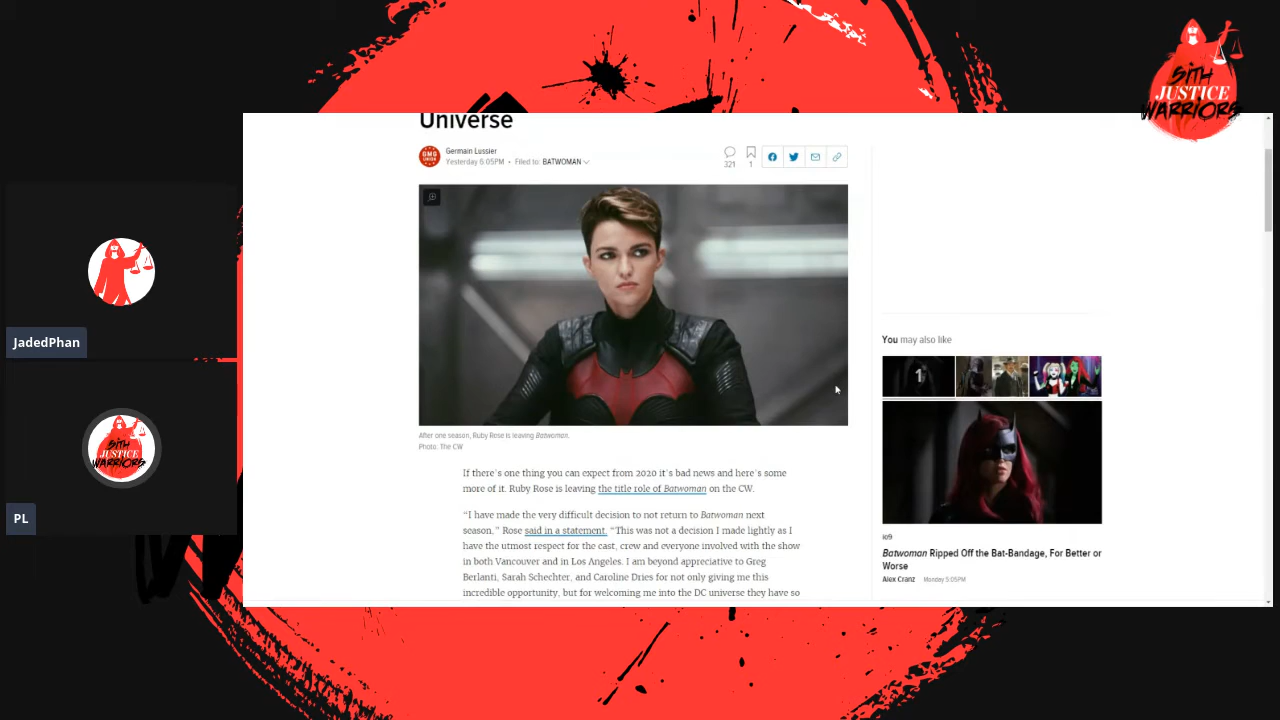 SITH
JUSTICE
WARRIORS
Universe
GMG
UNION
Germain Lussier
Yesterday 6:05PM • Filed to: BATWOMAN
321
1
After one season, Ruby Rose is leaving Batwoman.
Photo: The CW
If there's one thing you can expect from 2020 it's bad news and here's some
more of it. Ruby Rose is leaving the title role of Batwoman on the CW.
"I have made the very difficult decision to not return to Batwoman next
season," Rose said in a statement. "This was not a decision I made lightly as I
have the utmost respect for the cast, crew and everyone involved with the show
in both Vancouver and in Los Angeles. I am beyond appreciative to Greg
Berlanti, Sarah Schechter, and Caroline Dries for not only giving me this
incredible opportunity, but for welcoming me into the DC universe they have so
You may also like
1
io9
Batwoman Ripped Off the Bat-Bandage, For Better or
Worse
Alex Cranz Monday 5:05PM
JadedPhan
SITH
JUSTICE
WARRIORS
PL